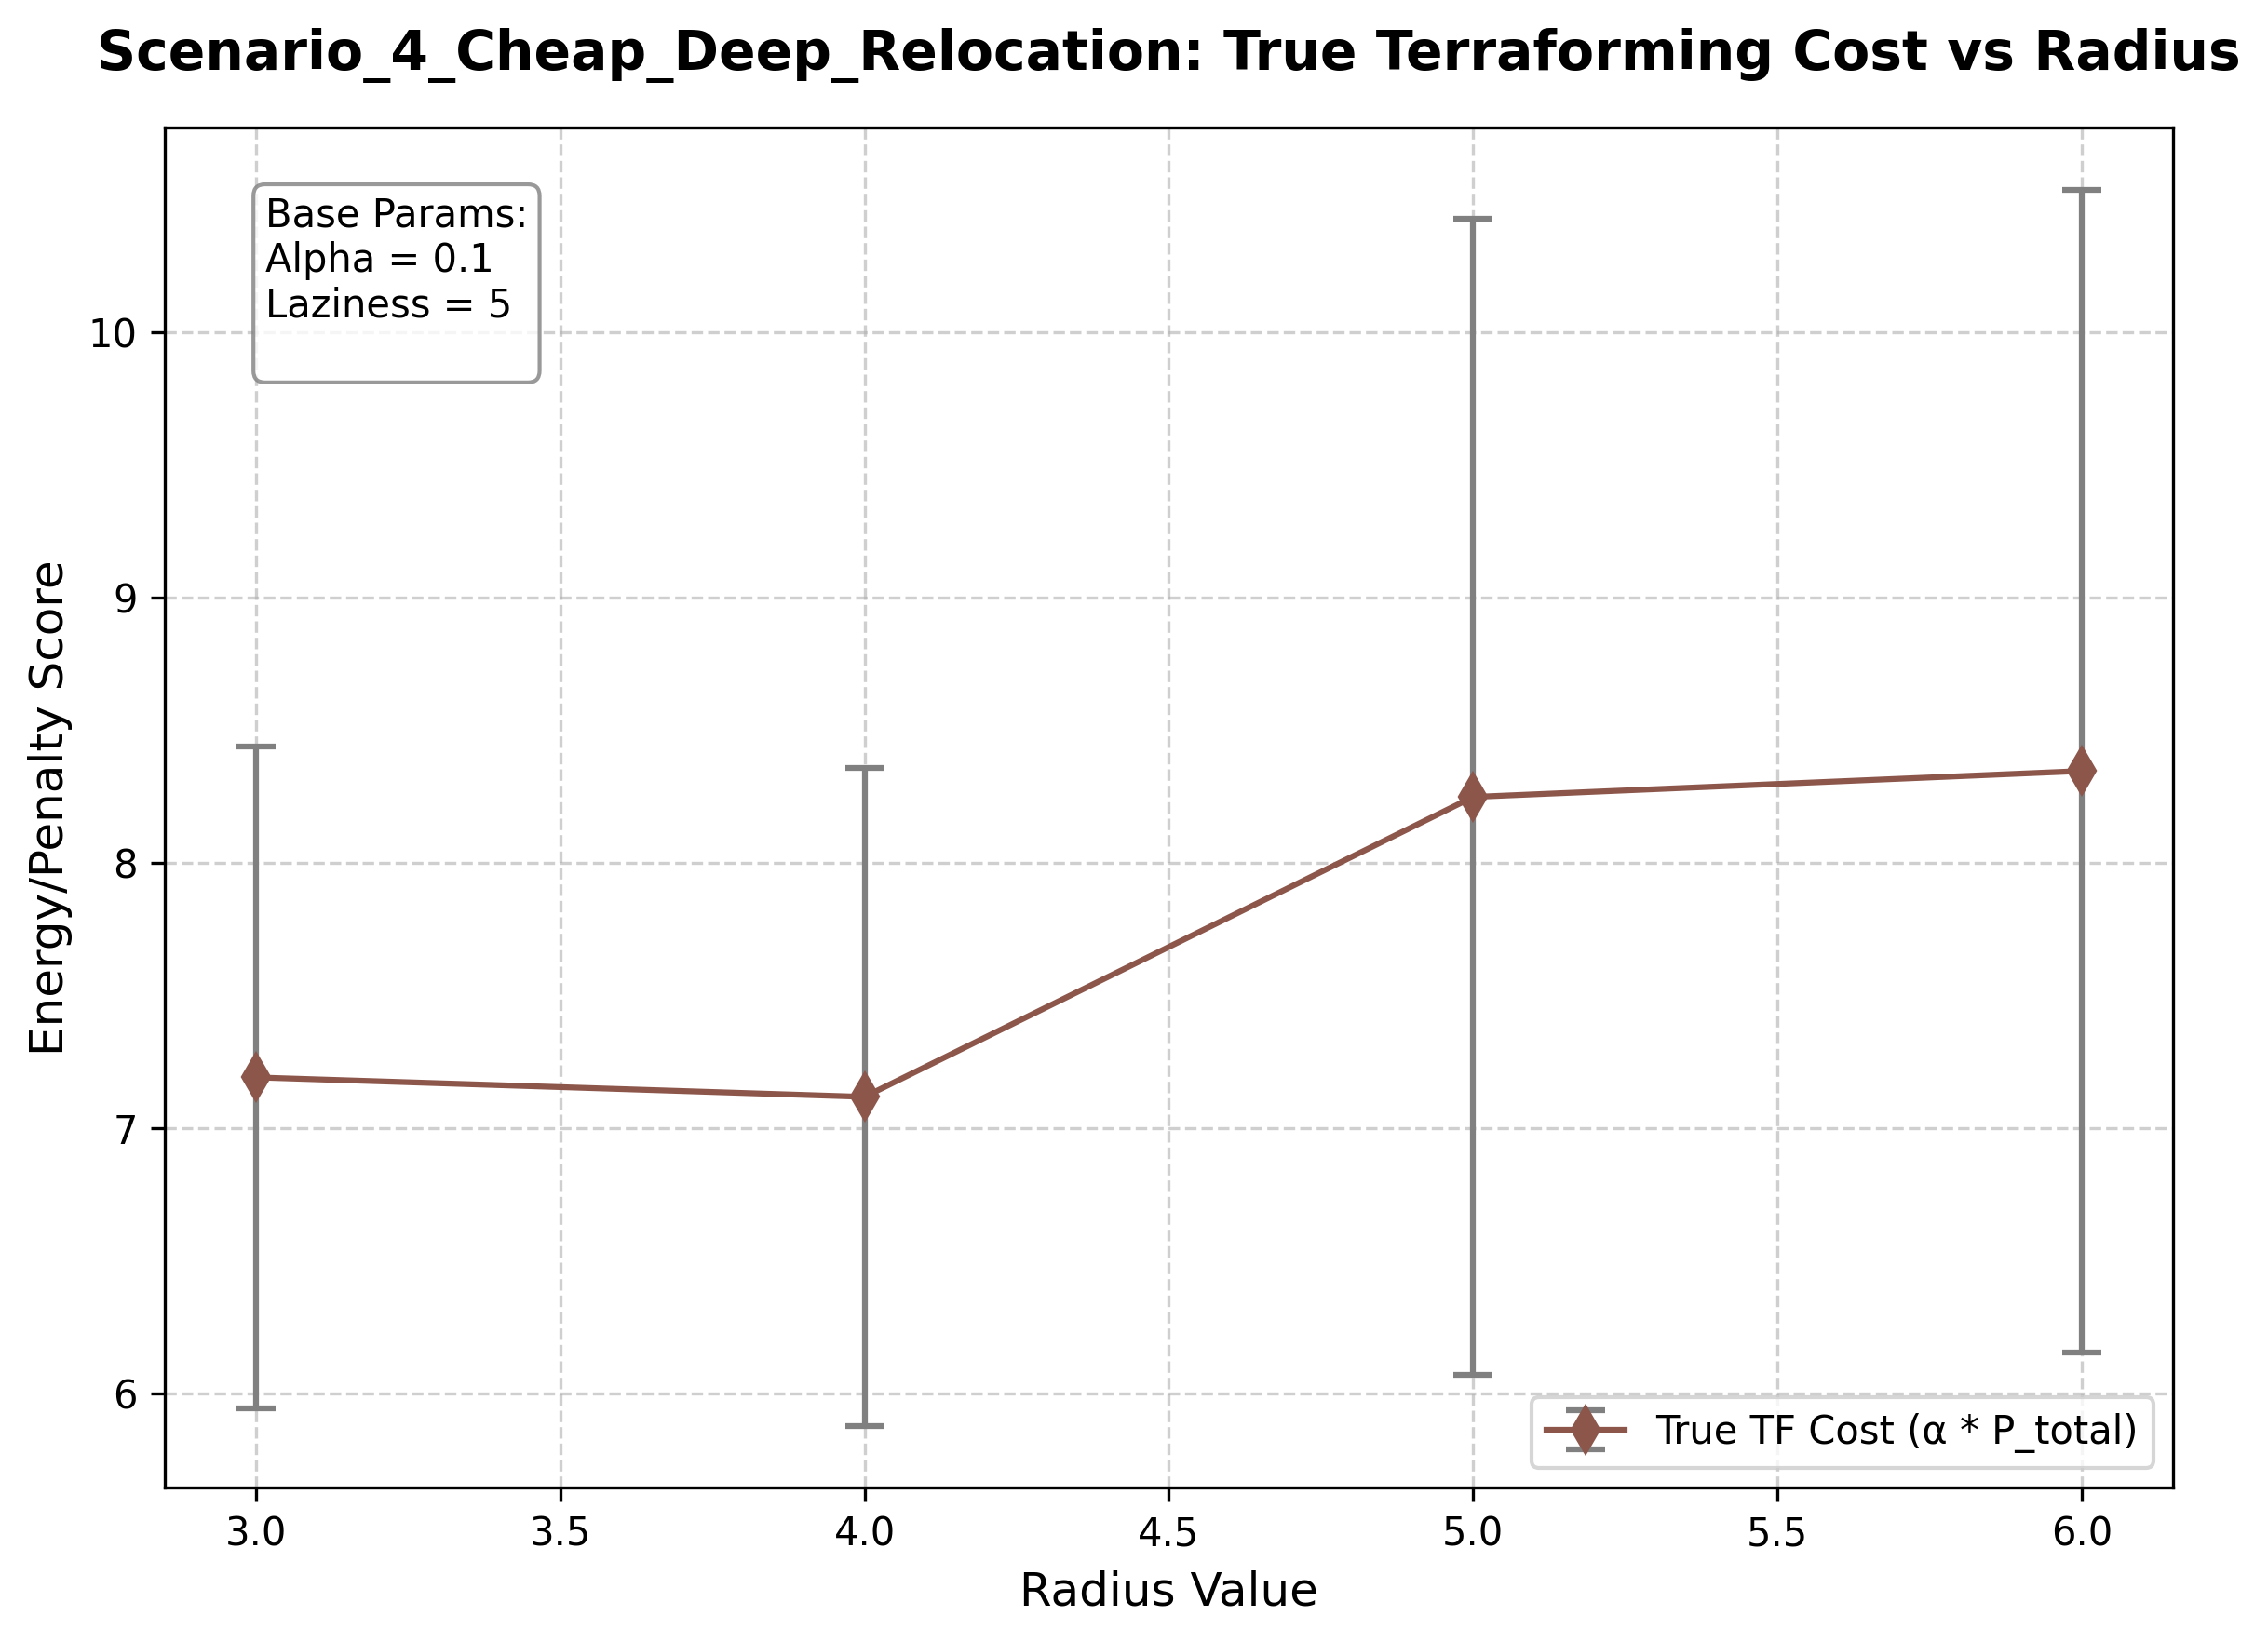 Scenario_4_Cheap_Deep_Relocation: True Terraforming Cost vs Radius
Base Params:
Alpha = 0.1
Laziness = 5
10
9
8
7
6
Energy/Penalty Score
True TF Cost (α * P_total)
3.0 3.5 4.0 4.5 5.0 5.5 6.0
Radius Value